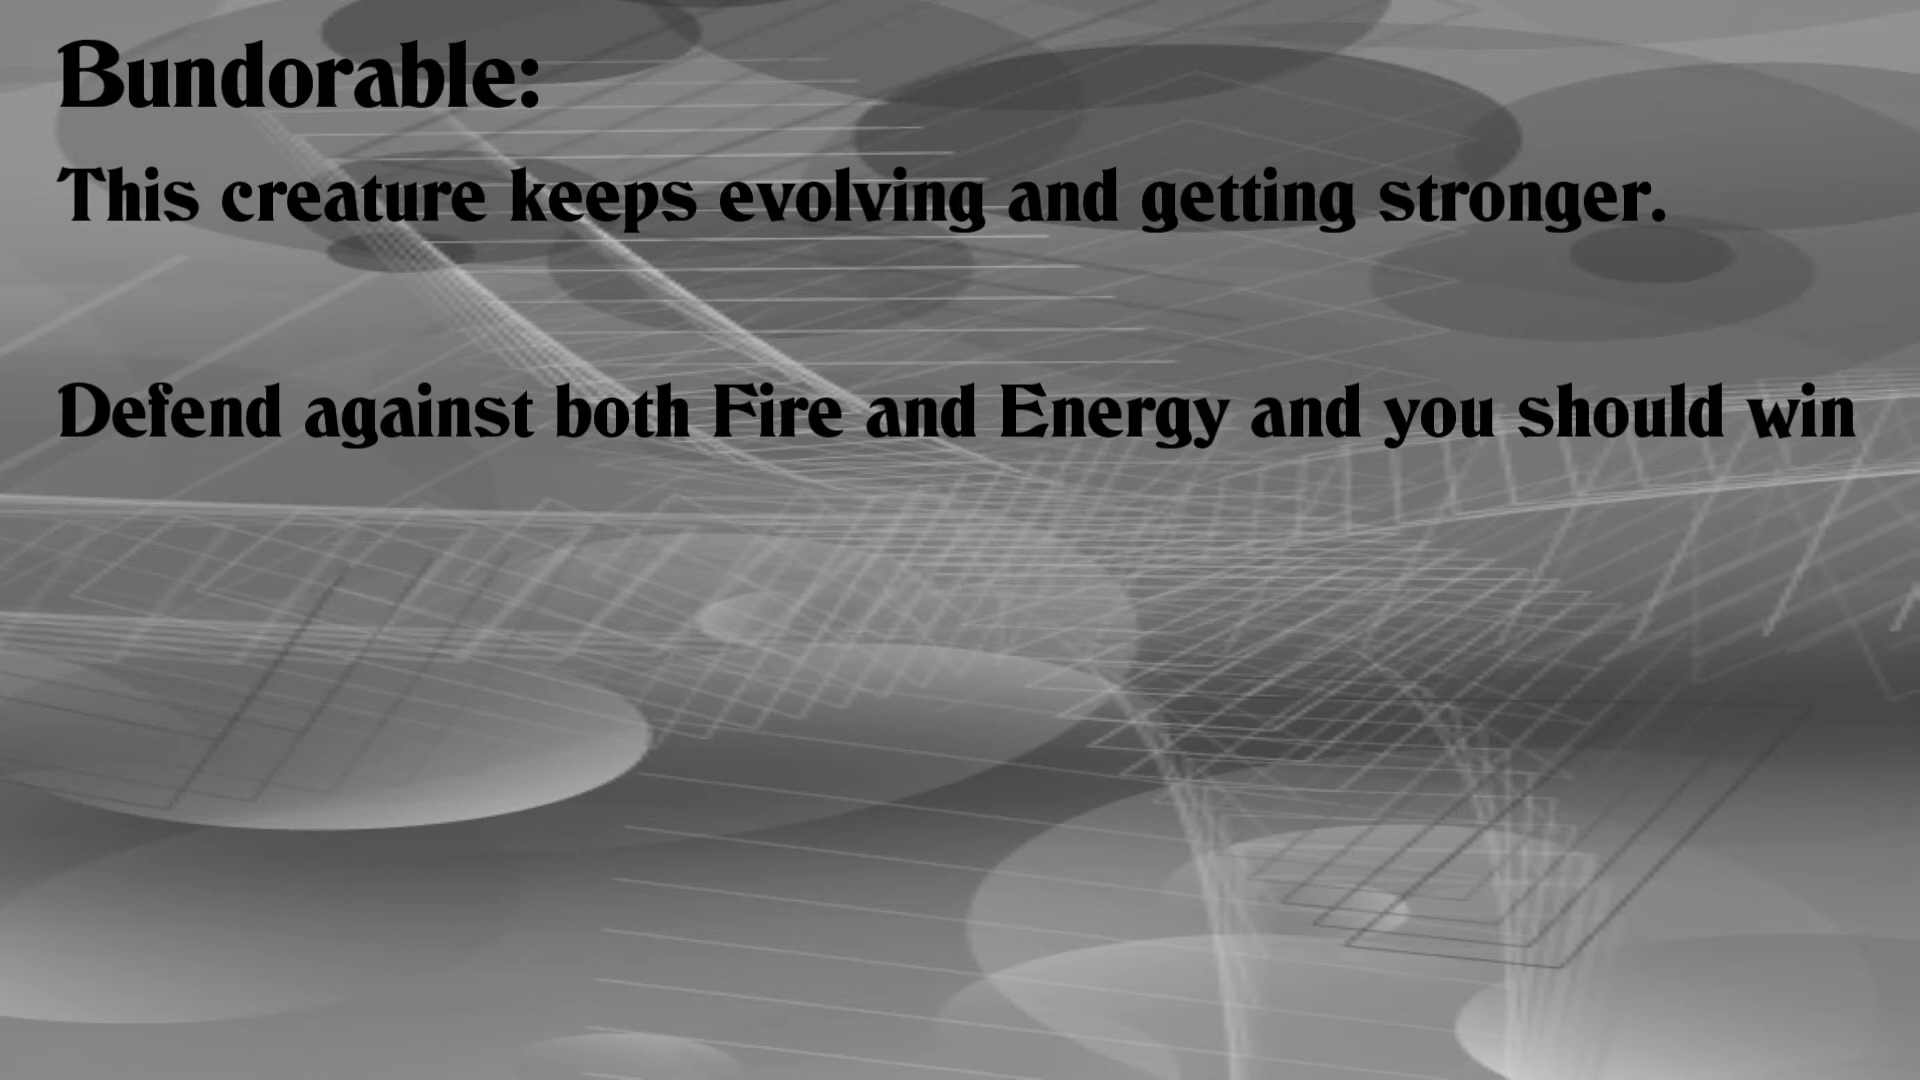 Bundorable:
This creature keeps evolving and getting stronger.
Defend against both Fire and Energy and you should win